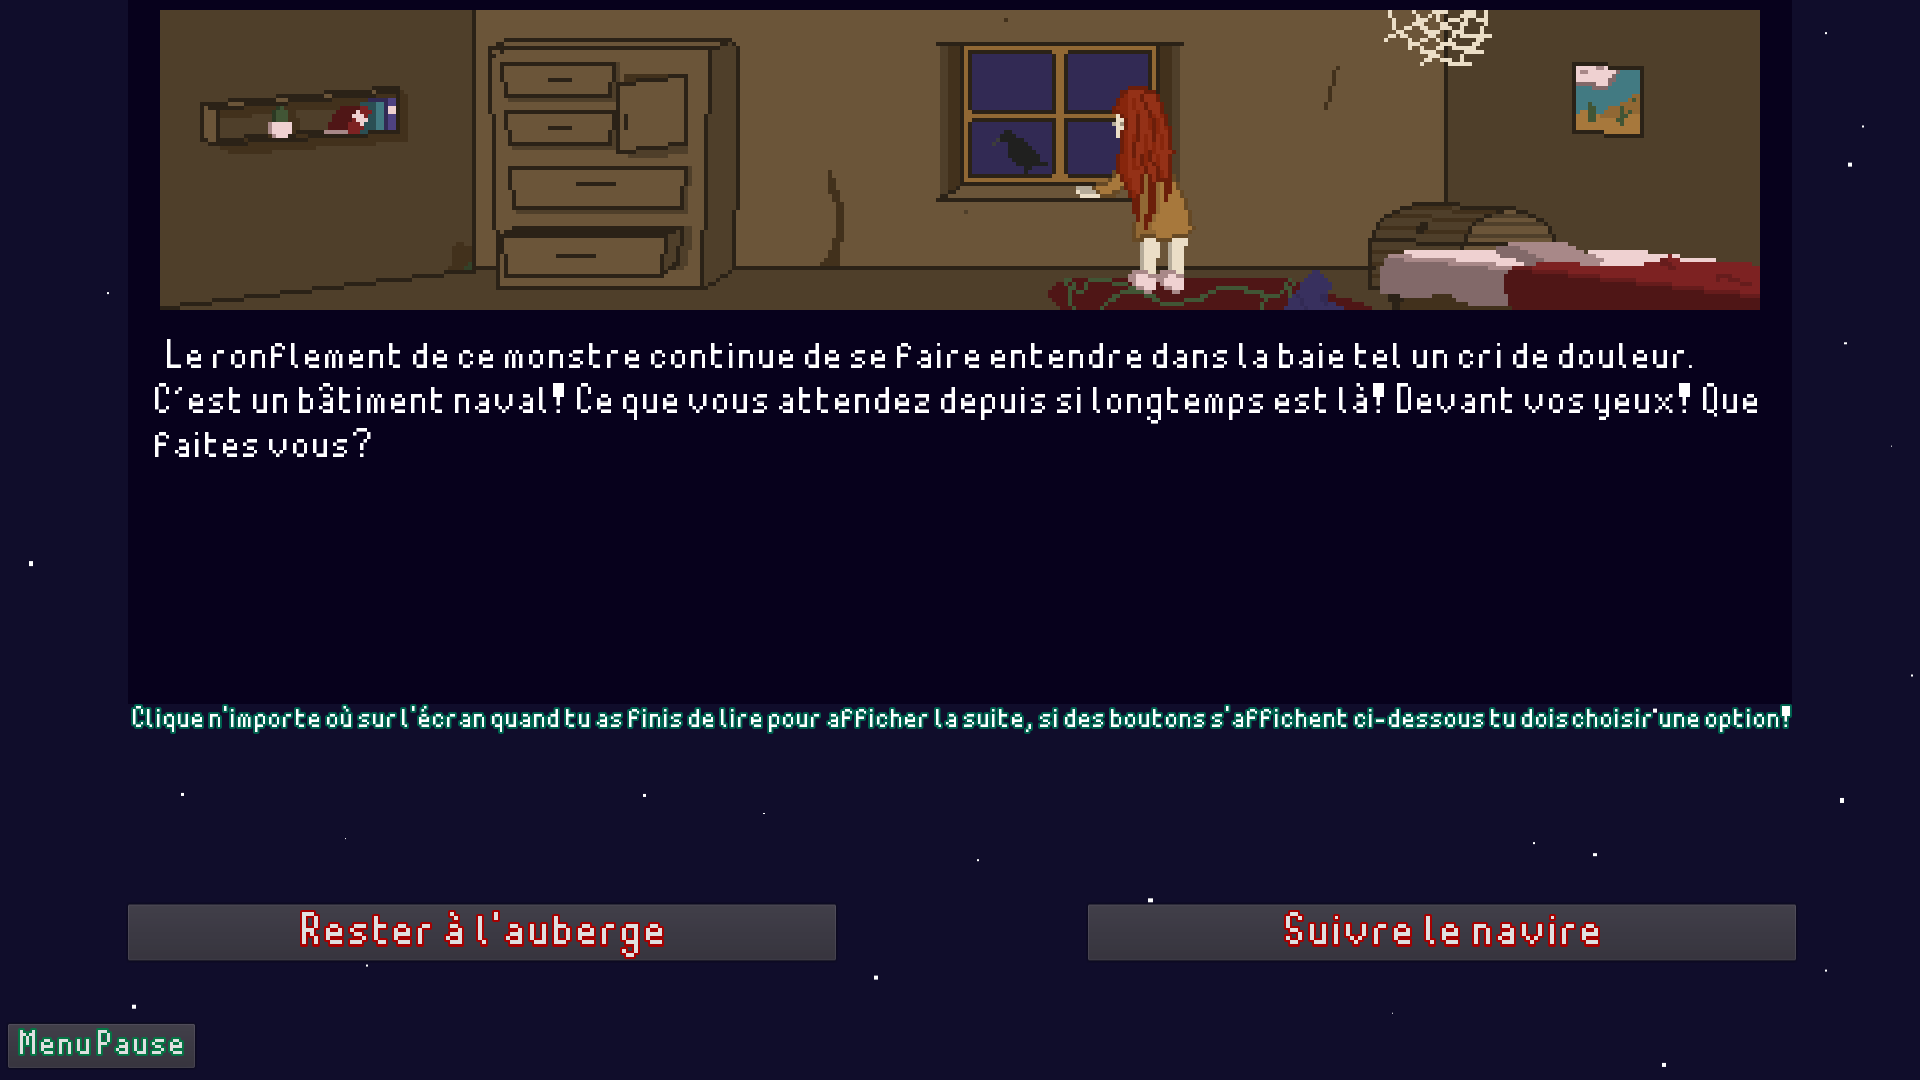 Le ronflement de ce monstre continue de se faire entendre dans la baie tel un cri de douleur.
C'est un bâtiment naval! Ce que vous attendez depuis si longtemps est là! Devant vos yeux! Que
faites vous?
Clique n'importe où sur l'écran quand tu as finis de lire pour afficher la suite, si des boutons s'affichent ci-dessous tu dois choisir une option!
Rester à l'auberge
Suivre le navire
Menu Pause